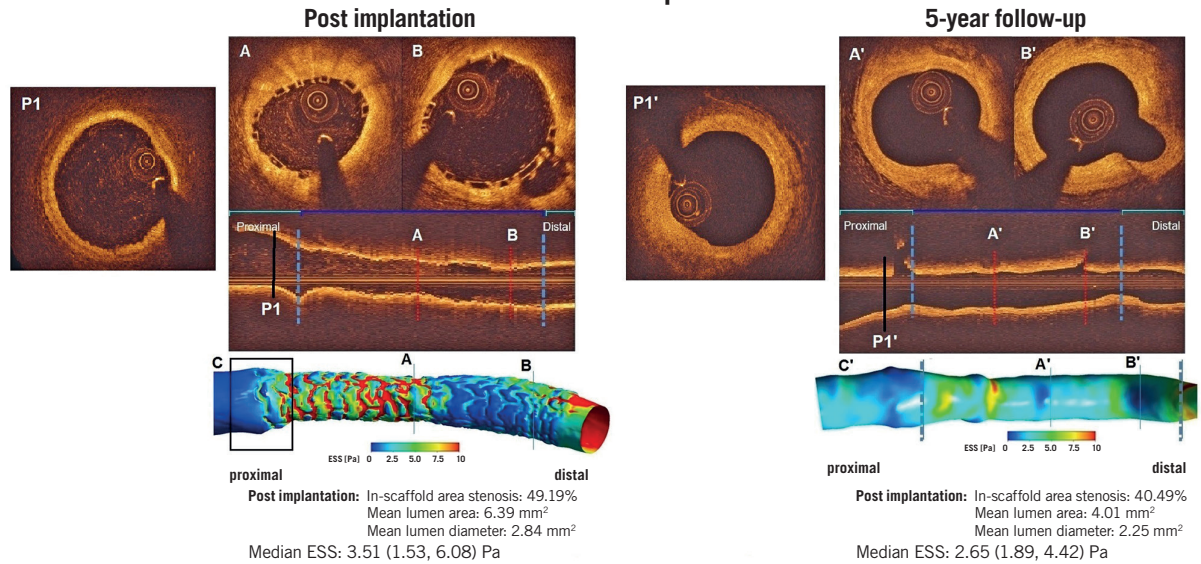 Post implantation
5-year follow-up
P1
A
B
Proximal
Distal
A
B
P1
C
A
B
ESS [Pa] 0 2.5 5.0 7.5 10
proximal
distal
Post implantation: In-scaffold area stenosis: 49.19%
Mean lumen area: 6.39 mm²
Mean lumen diameter: 2.84 mm²
Median ESS: 3.51 (1.53, 6.08) Pa
P1'
A'
B'
Proximal
Distal
A'
B'
P1'
C'
A'
B'
ESS [Pa] 0 2.5 5.0 7.5 10
proximal
distal
Post implantation: In-scaffold area stenosis: 40.49%
Mean lumen area: 4.01 mm²
Mean lumen diameter: 2.25 mm²
Median ESS: 2.65 (1.89, 4.42) Pa